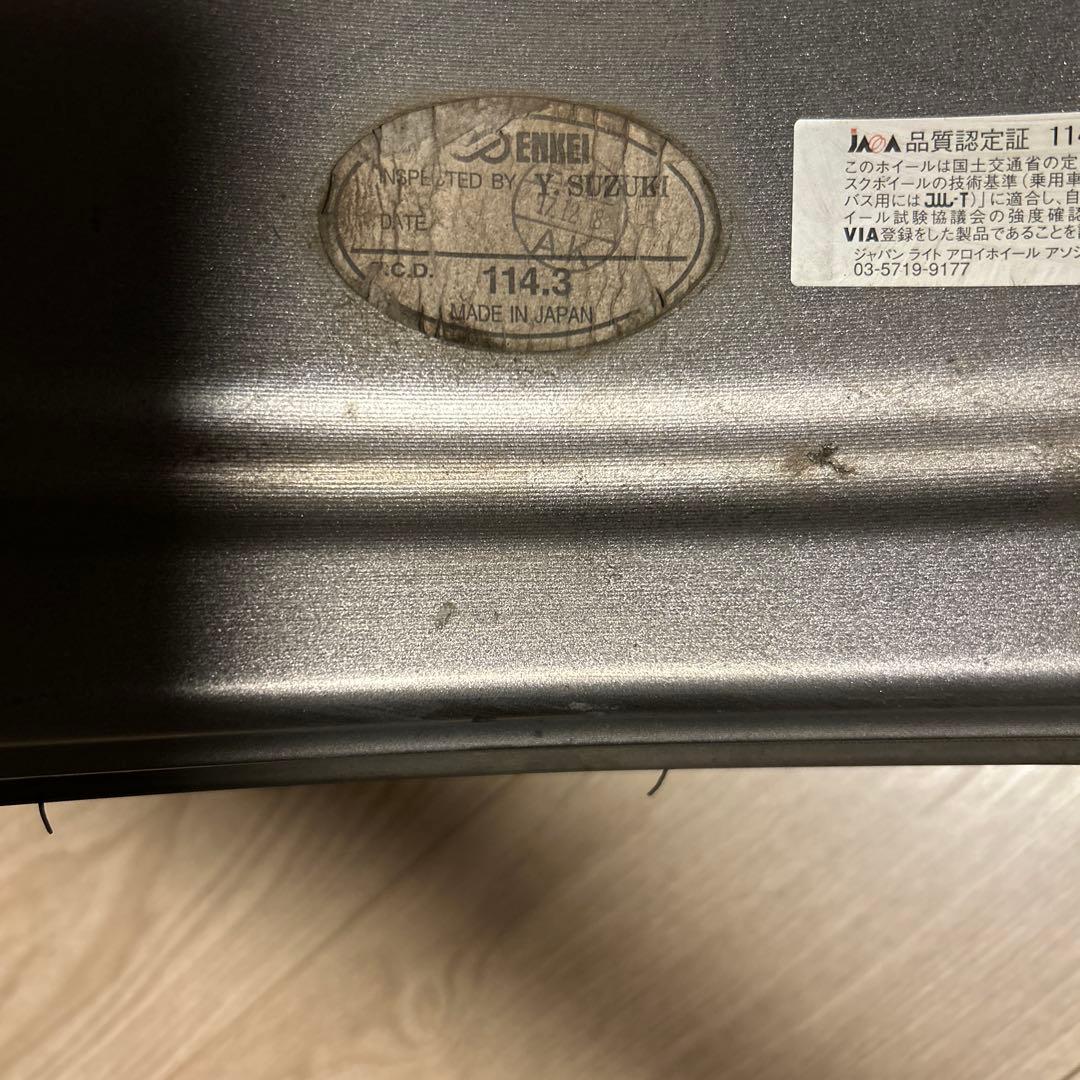 ENKEI
INSPECTED BY Y. SUZUKI
DATE 17.12.18
A.K
P.C.D. 114.3
MADE IN JAPAN
JAWA 品質認定証 114
このホイールは国土交通省の定
スクホイールの技術基準（乗用車
バス用には JWL-T）」に適合し、自
イール試験協議会の強度確認
VIA登録をした製品であることを
ジャパン ライト アロイホイール アソシ
03-5719-9177